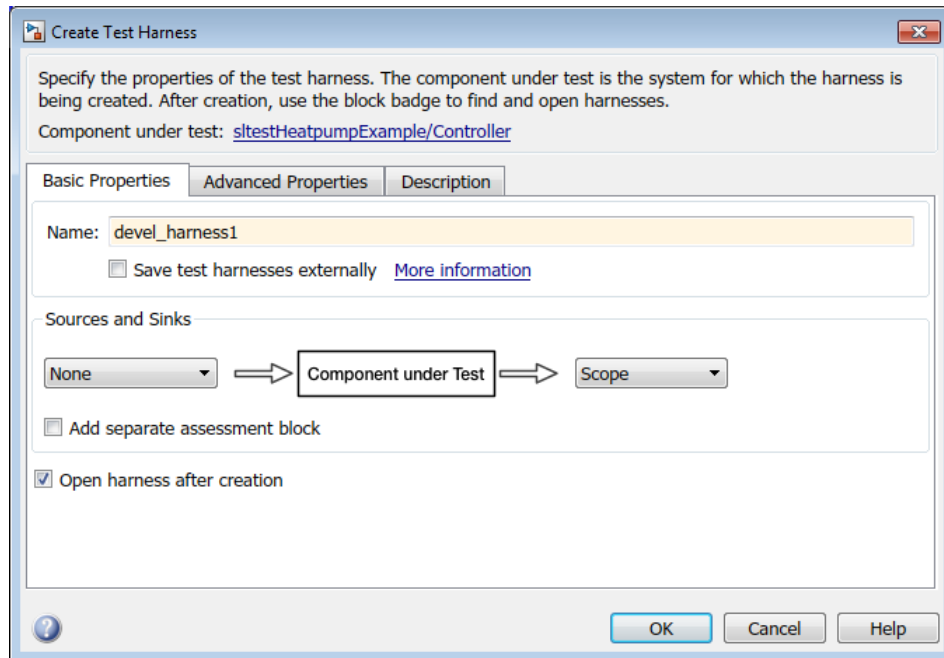 Create Test Harness
Specify the properties of the test harness. The component under test is the system for which the harness is
being created. After creation, use the block badge to find and open harnesses.
Component under test: sltestHeatpumpExample/Controller
Basic Properties Advanced Properties Description
Name: devel_harness1
Save test harnesses externally More information
Sources and Sinks
None Component under Test Scope
Add separate assessment block
Open harness after creation
? OK Cancel Help